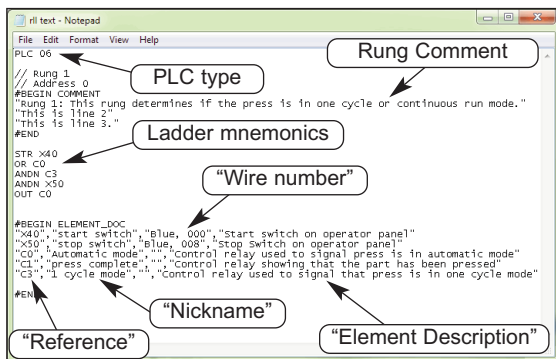 rll text - Notepad
File Edit Format View Help
PLC 06
PLC type
Rung Comment
// Rung 1
// Address 0
#BEGIN COMMENT
"Rung 1: This rung determines if the press is in one cycle or continuous run mode."
"This is line 2"
"This is line 3."
#END
Ladder mnemonics
STR X40
OR C0
ANDN C3
ANDN X50
OUT C0
“Wire number”
#BEGIN ELEMENT_DOC
"X40","start switch","Blue, 000","Start switch on operator panel"
"X50","stop switch","Blue, 008","Stop Switch on operator panel"
"C0","Automatic mode","","Control relay used to signal press is in automatic mode"
"C1","press complete","","Control relay showing that the part has been pressed"
"C3","1 cycle mode","","Control relay used to signal that press is in one cycle mode"
#END
“Nickname”
“Reference”
“Element Description”